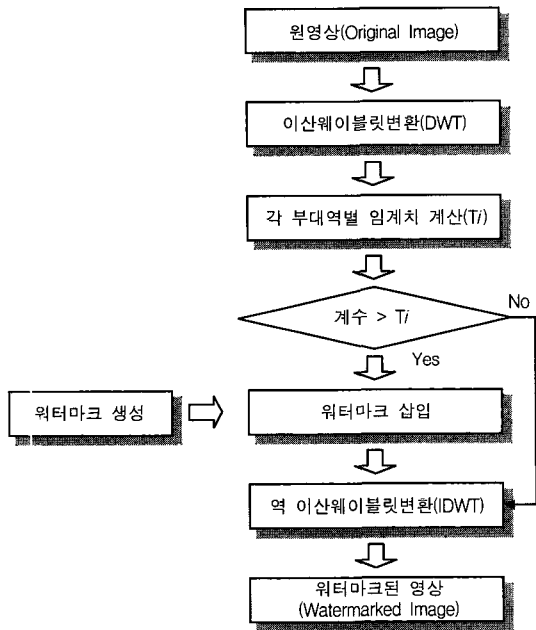 원영상(Original Image)
이산웨이블릿변환(DWT)
각 부대역별 임계치 계산(Ti)
계수 > Ti
No
Yes
워터마크 생성
워터마크 삽입
역 이산웨이블릿변환(IDWT)
워터마크된 영상
(Watermarked Image)